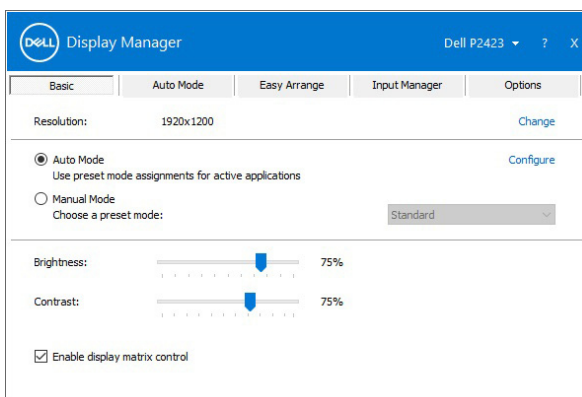 DELL Display Manager Dell P2423 ? X
Basic Auto Mode Easy Arrange Input Manager Options
Resolution: 1920x1200 Change
Auto Mode Configure
Use preset mode assignments for active applications
Manual Mode
Choose a preset mode: Standard
Brightness: 75%
Contrast: 75%
Enable display matrix control